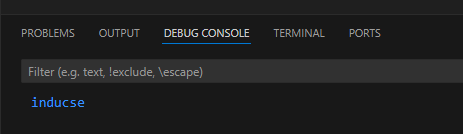 PROBLEMS OUTPUT DEBUG CONSOLE TERMINAL PORTS
Filter (e.g. text, !exclude, \escape)
inducse